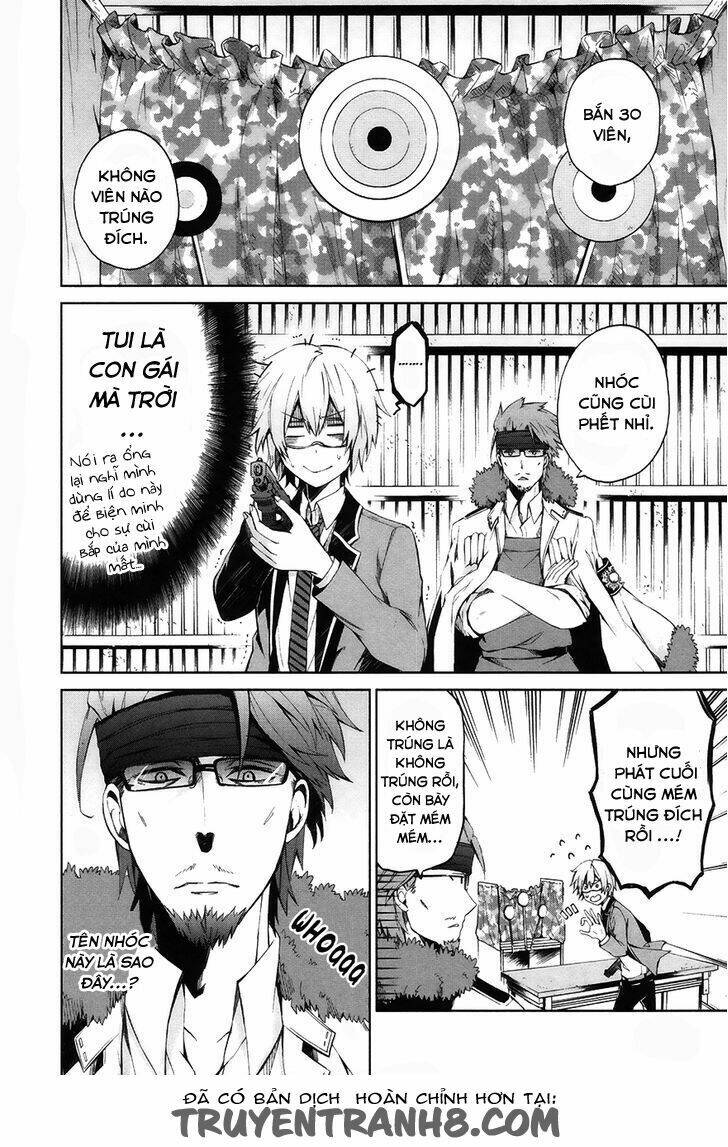 BẮN 30
VIÊN,
KHÔNG
VIÊN NÀO
TRÚNG
ĐÍCH.
NHÓC
CŨNG CÙI
PHẾT NHỈ.
.......
TUI LÀ
CON GÁI
MÀ TRỜI
...
Nói ra ổng
lại nghĩ mình
dùng lí do này
để biện minh
cho sự cùi
bắp của mình
mất...
NHƯNG
PHÁT CUỐI
CÙNG MÉM
TRÚNG ĐÍCH
RỒI ...!
KHÔNG
TRÚNG LÀ
KHÔNG
TRÚNG RỒI,
CÒN BÀY
ĐẶT MÉM
MÉM...
WHOAAA
TÊN NHÓC
NÀY LÀ SAO
ĐÂY...?
ĐÃ CÓ BẢN DỊCH HOÀN CHỈNH HƠN TẠI:
TRUYENTRANH8.COM